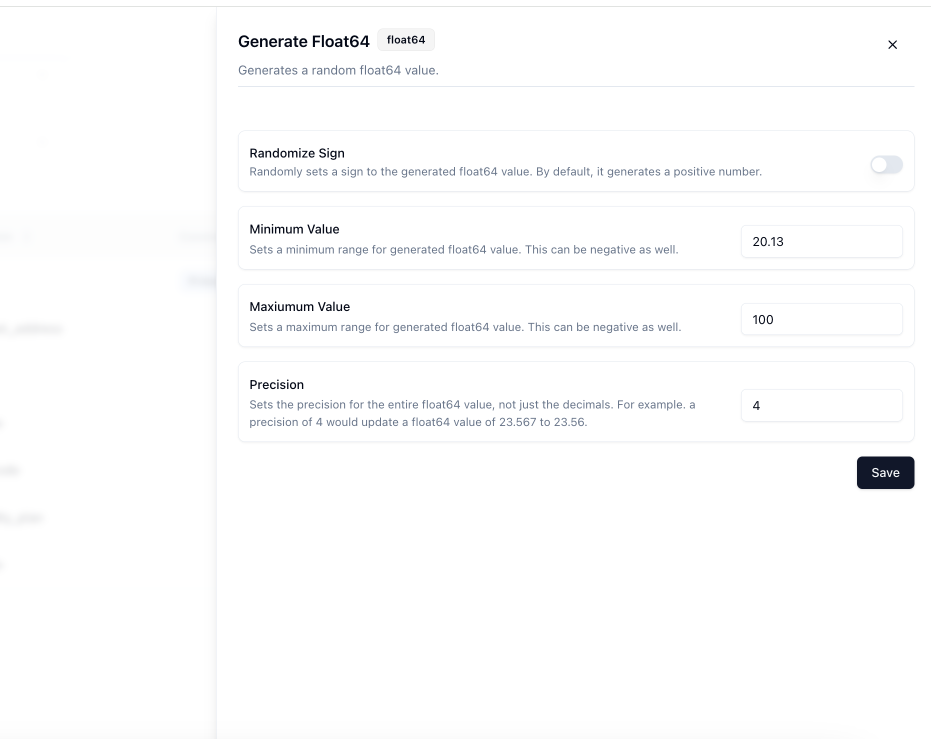 Generate Float64 float64
Generates a random float64 value.
Randomize Sign
Randomly sets a sign to the generated float64 value. By default, it generates a positive number.
Minimum Value
Sets a minimum range for generated float64 value. This can be negative as well.
20.13
Maxiumum Value
Sets a maximum range for generated float64 value. This can be negative as well.
100
Precision
Sets the precision for the entire float64 value, not just the decimals. For example. a
precision of 4 would update a float64 value of 23.567 to 23.56.
4
Save